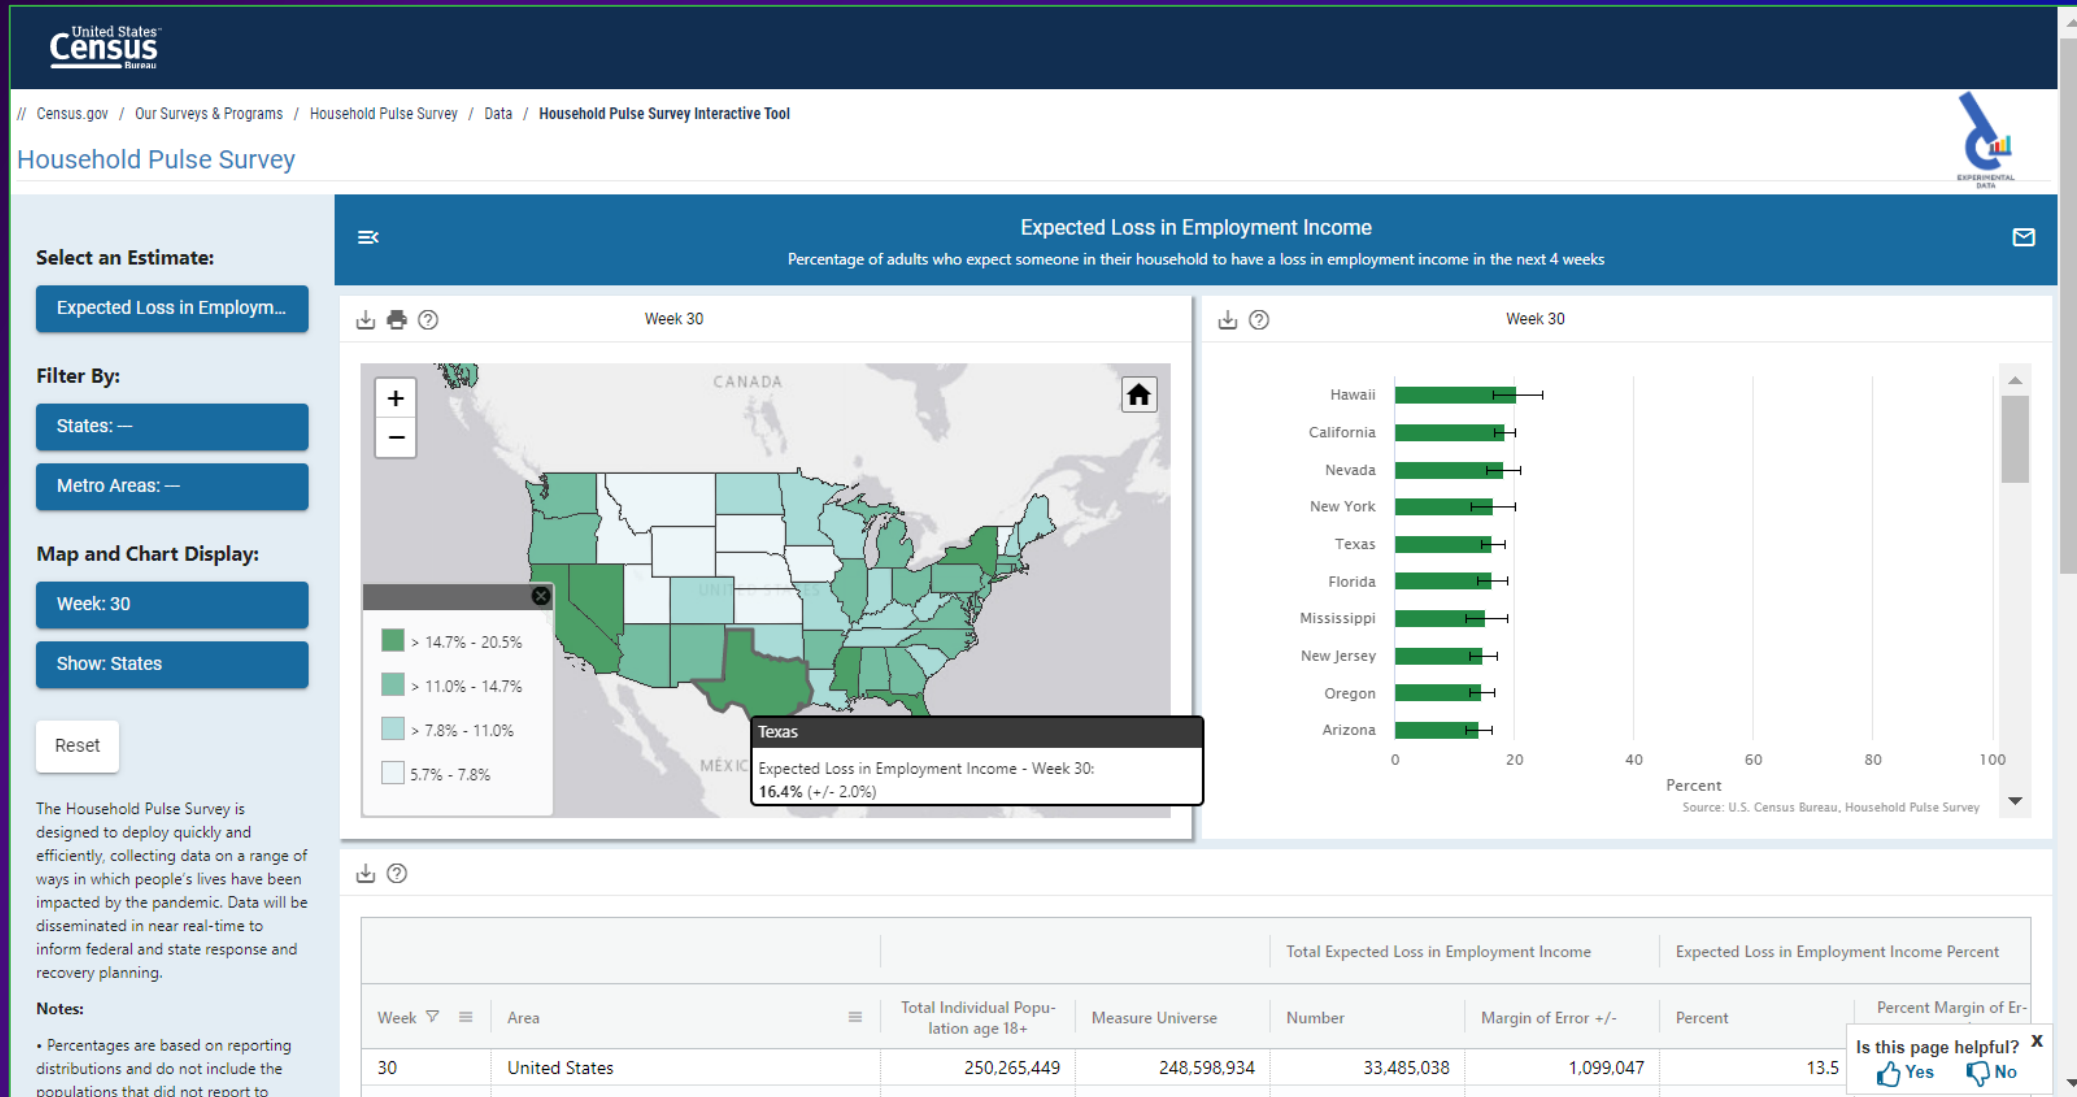 United States™
Census
Bureau
// Census.gov / Our Surveys & Programs / Household Pulse Survey / Data / Household Pulse Survey Interactive Tool
Household Pulse Survey
EXPERIMENTAL
DATA
Select an Estimate:
Expected Loss in Employm...
Filter By:
States: —
Metro Areas: —
Map and Chart Display:
Week: 30
Show: States
Reset
The Household Pulse Survey is
designed to deploy quickly and
efficiently, collecting data on a range of
ways in which people's lives have been
impacted by the pandemic. Data will be
disseminated in near real-time to
inform federal and state response and
recovery planning.
Notes:
• Percentages are based on reporting
distributions and do not include the
populations that did not report to
Expected Loss in Employment Income
Percentage of adults who expect someone in their household to have a loss in employment income in the next 4 weeks
Week 30
+
−
CANADA
UNITED STATES
MÉXIC
> 14.7% - 20.5%
> 11.0% - 14.7%
> 7.8% - 11.0%
5.7% - 7.8%
Texas
Expected Loss in Employment Income - Week 30:
16.4% (+/- 2.0%)
Week 30
Hawaii
California
Nevada
New York
Texas
Florida
Mississippi
New Jersey
Oregon
Arizona
0 20 40 60 80 100
Percent
Source: U.S. Census Bureau, Household Pulse Survey
Total Expected Loss in Employment Income Expected Loss in Employment Income Percent
Week Area Total Individual Popu-
lation age 18+ Measure Universe Number Margin of Error +/- Percent Percent Margin of Er-
30 United States 250,265,449 248,598,934 33,485,038 1,099,047 13.5
Is this page helpful? X
Yes No